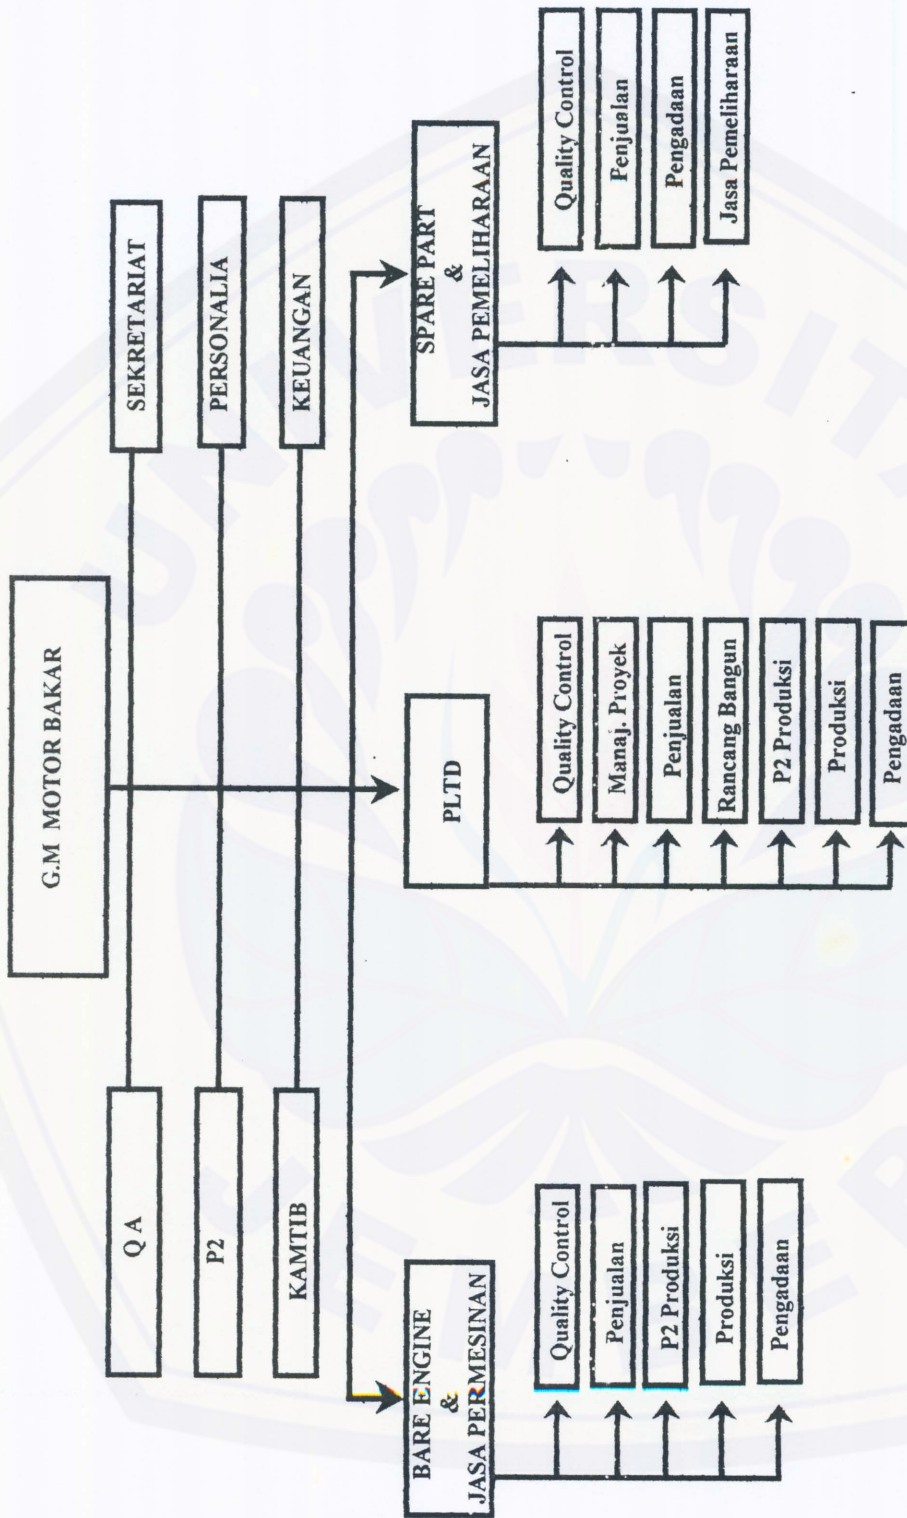 G.M MOTOR BAKAR
Q A
SEKRETARIAT
P2
PERSONALIA
KAMTIB
KEUANGAN
BARE ENGINE
&
JASA PERMESINAN
Quality Control
Penjualan
P2 Produksi
Produksi
Pengadaan
PLTD
Quality Control
Manaj. Proyek
Penjualan
Rancang Bangun
P2 Produksi
Produksi
Pengadaan
SPARE PART
&
JASA PEMELIHARAAN
Quality Control
Penjualan
Pengadaan
Jasa Pemeliharaan
UNIVERSITA
JEMBER